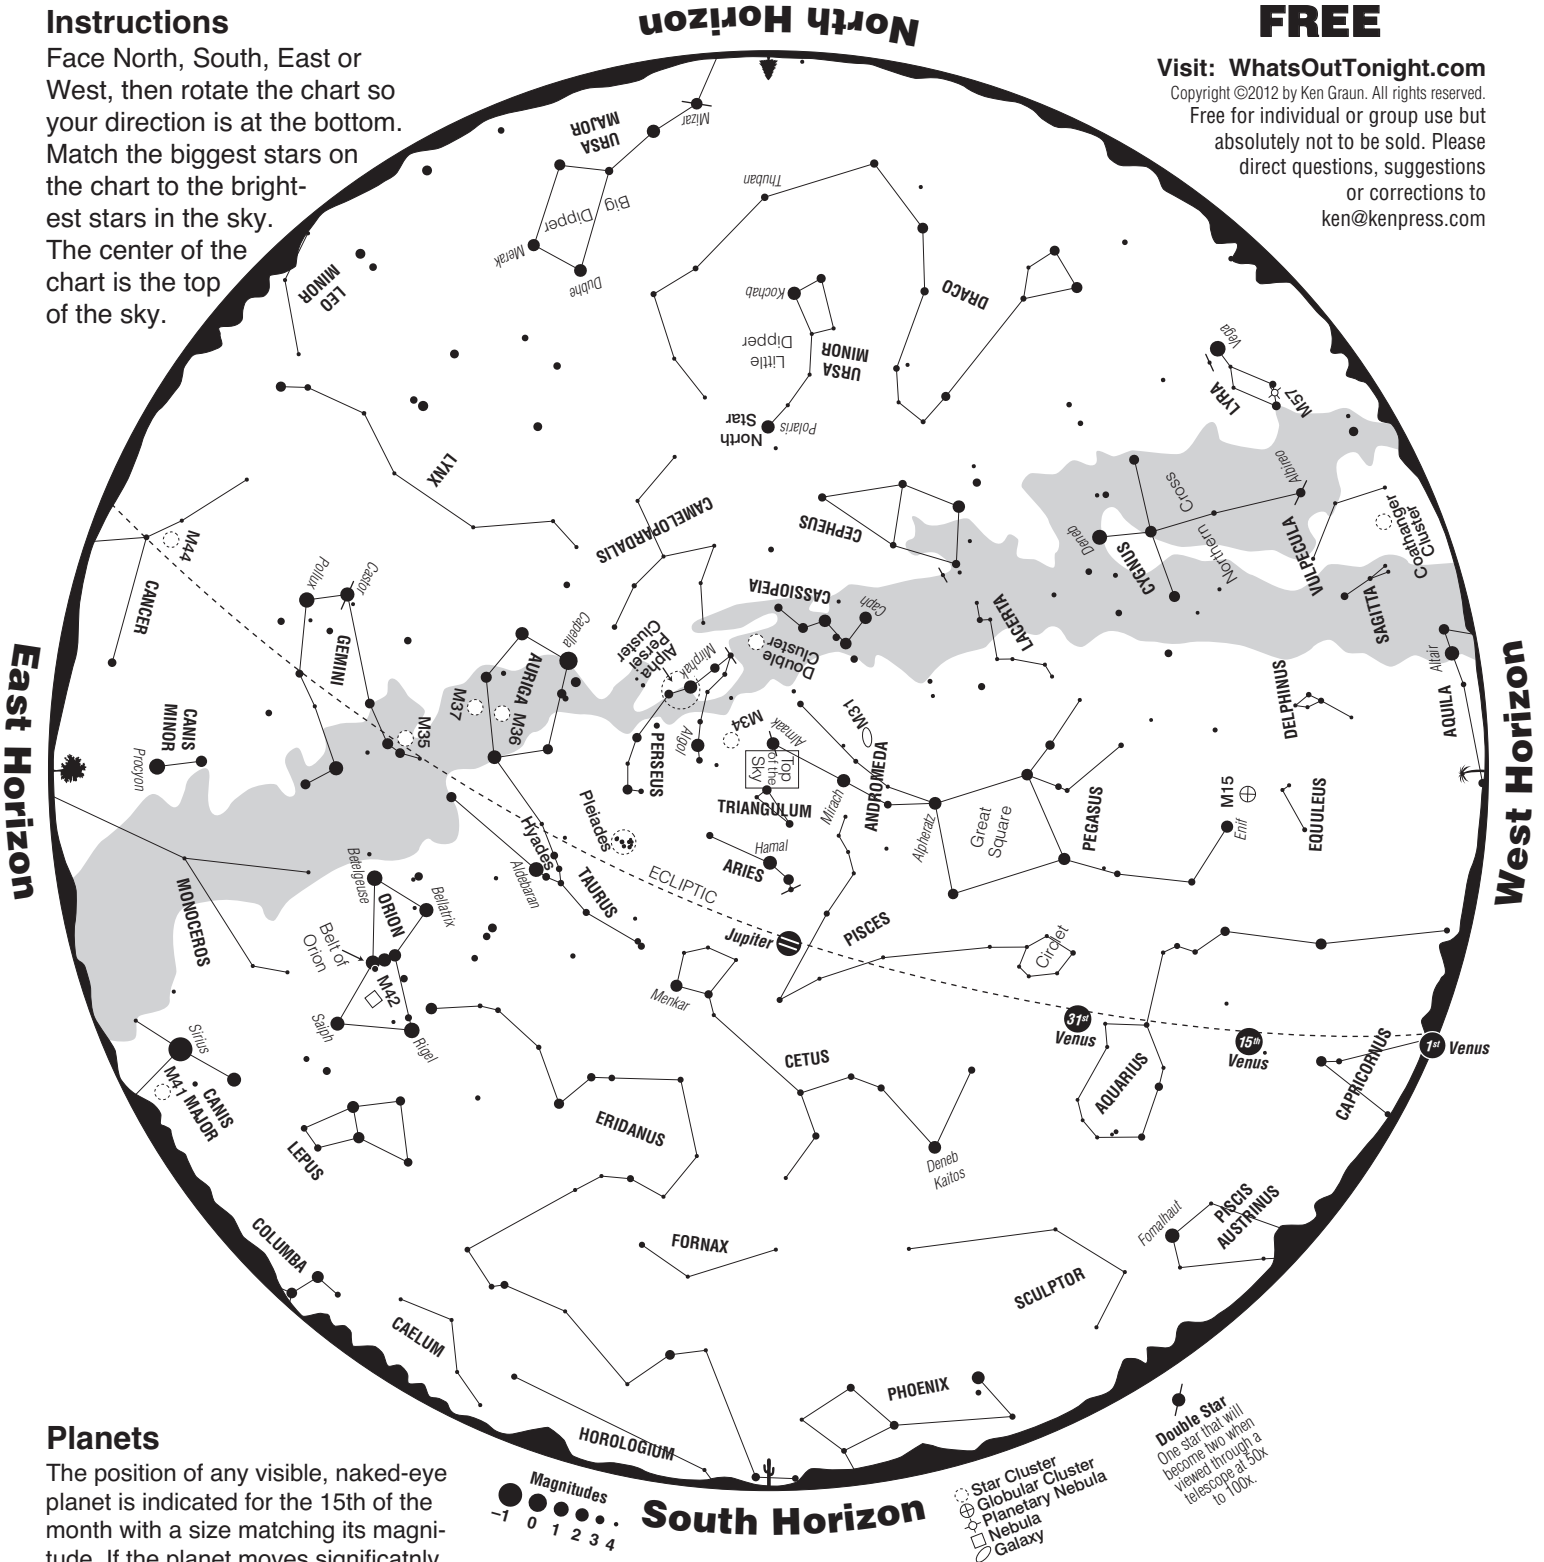 Instructions
Face North, South, East or
West, then rotate the chart so
your direction is at the bottom.
Match the biggest stars on
the chart to the bright-
est stars in the sky.
The center of the
chart is the top
of the sky.
North Horizon
FREE
Visit: WhatsOutTonight.com
Copyright ©2012 by Ken Graun. All rights reserved.
Free for individual or group use but
absolutely not to be sold. Please
direct questions, suggestions
or corrections to
ken@kenpress.com
Mizar
URSA
MAJOR
Big Dipper
Merak
Dubhe
Thuban
LEO
MINOR
Kochab
Little
Dipper
URSA
MINOR
DRACO
North
Star
Polaris
Vega
LYRA
M57
LYNX
CAMELOPARDALIS
CEPHEUS
Deneb
CYGNUS
Northern
Cross
Albireo
VULPECULA
Coathanger
Cluster
SAGITTA
M44
CANCER
Pollux
Castor
GEMINI
Capella
AURIGA
M37
M36
M35
CASSIOPEIA
Caph
Double
Cluster
Alpha
Persei
Cluster
Mirphak
LACERTA
Altair
AQUILA
DELPHINUS
East Horizon
West Horizon
CANIS
MINOR
Procyon
PERSEUS
Algol
M34
Almaak
Top
of the
Sky
TRIANGULUM
M31
Mirach
ANDROMEDA
Alpheratz
Great
Square
PEGASUS
M15
Enif
EQUULEUS
Pleiades
Hyades
Aldebaran
TAURUS
Hamal
ARIES
ECLIPTIC
MONOCEROS
Betelgeuse
Bellatrix
ORION
Belt of
Orion
M42
Saiph
Rigel
Jupiter
PISCES
Circlet
Menkar
CETUS
31st
Venus
15th
Venus
1st
Venus
AQUARIUS
CAPRICORNUS
Sirius
M41
CANIS
MAJOR
LEPUS
ERIDANUS
Deneb
Kaitos
Fomalhaut
PISCIS
AUSTRINUS
COLUMBA
FORNAX
SCULPTOR
CAELUM
HOROLOGIUM
PHOENIX
South Horizon
Planets
The position of any visible, naked-eye
planet is indicated for the 15th of the
month with a size matching its magni-
tude. If the planet moves significatnly
Magnitudes
–1 0 1 2 3 4
Star Cluster
Globular Cluster
Planetary Nebula
Nebula
Galaxy
Double Star
One star that will
become two when
viewed through a
telescope at 50x
to 100x.